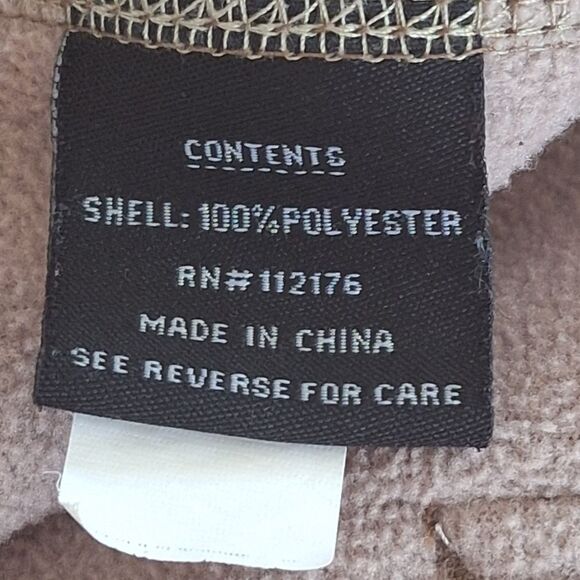 CONTENTS
SHELL: 100%POLYESTER
RN#112176
MADE IN CHINA
SEE REVERSE FOR CARE